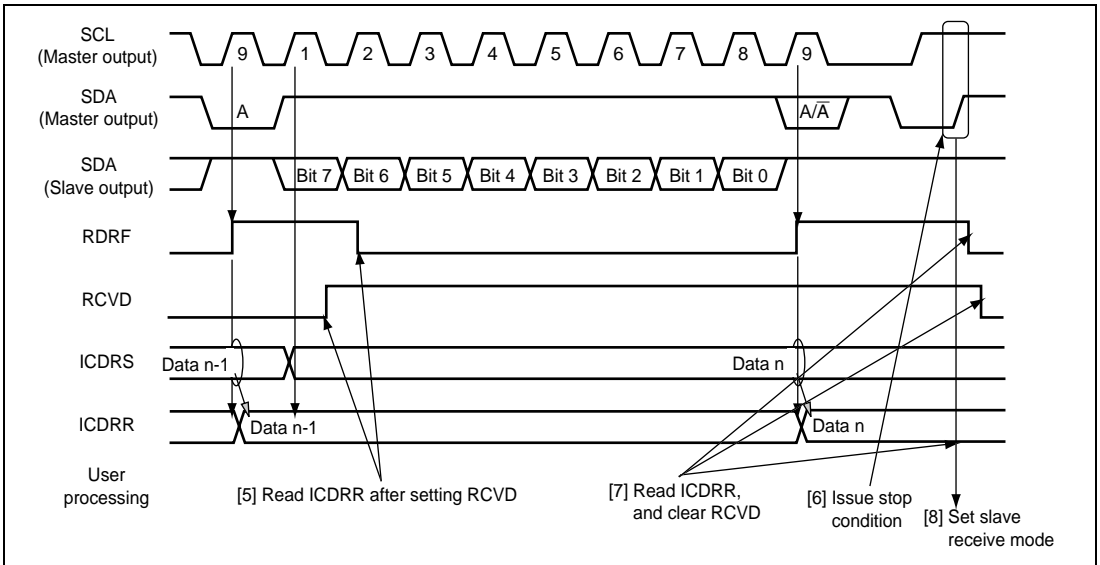 SCL
(Master output)
9 1 2 3 4 5 6 7 8 9
SDA
(Master output)
A A/A̅
SDA
(Slave output)
Bit 7 Bit 6 Bit 5 Bit 4 Bit 3 Bit 2 Bit 1 Bit 0
RDRF
RCVD
ICDRS
Data n-1 Data n
ICDRR
Data n-1 Data n
User
processing
[5] Read ICDRR after setting RCVD
[7] Read ICDRR,
and clear RCVD
[6] Issue stop
condition
[8] Set slave
receive mode